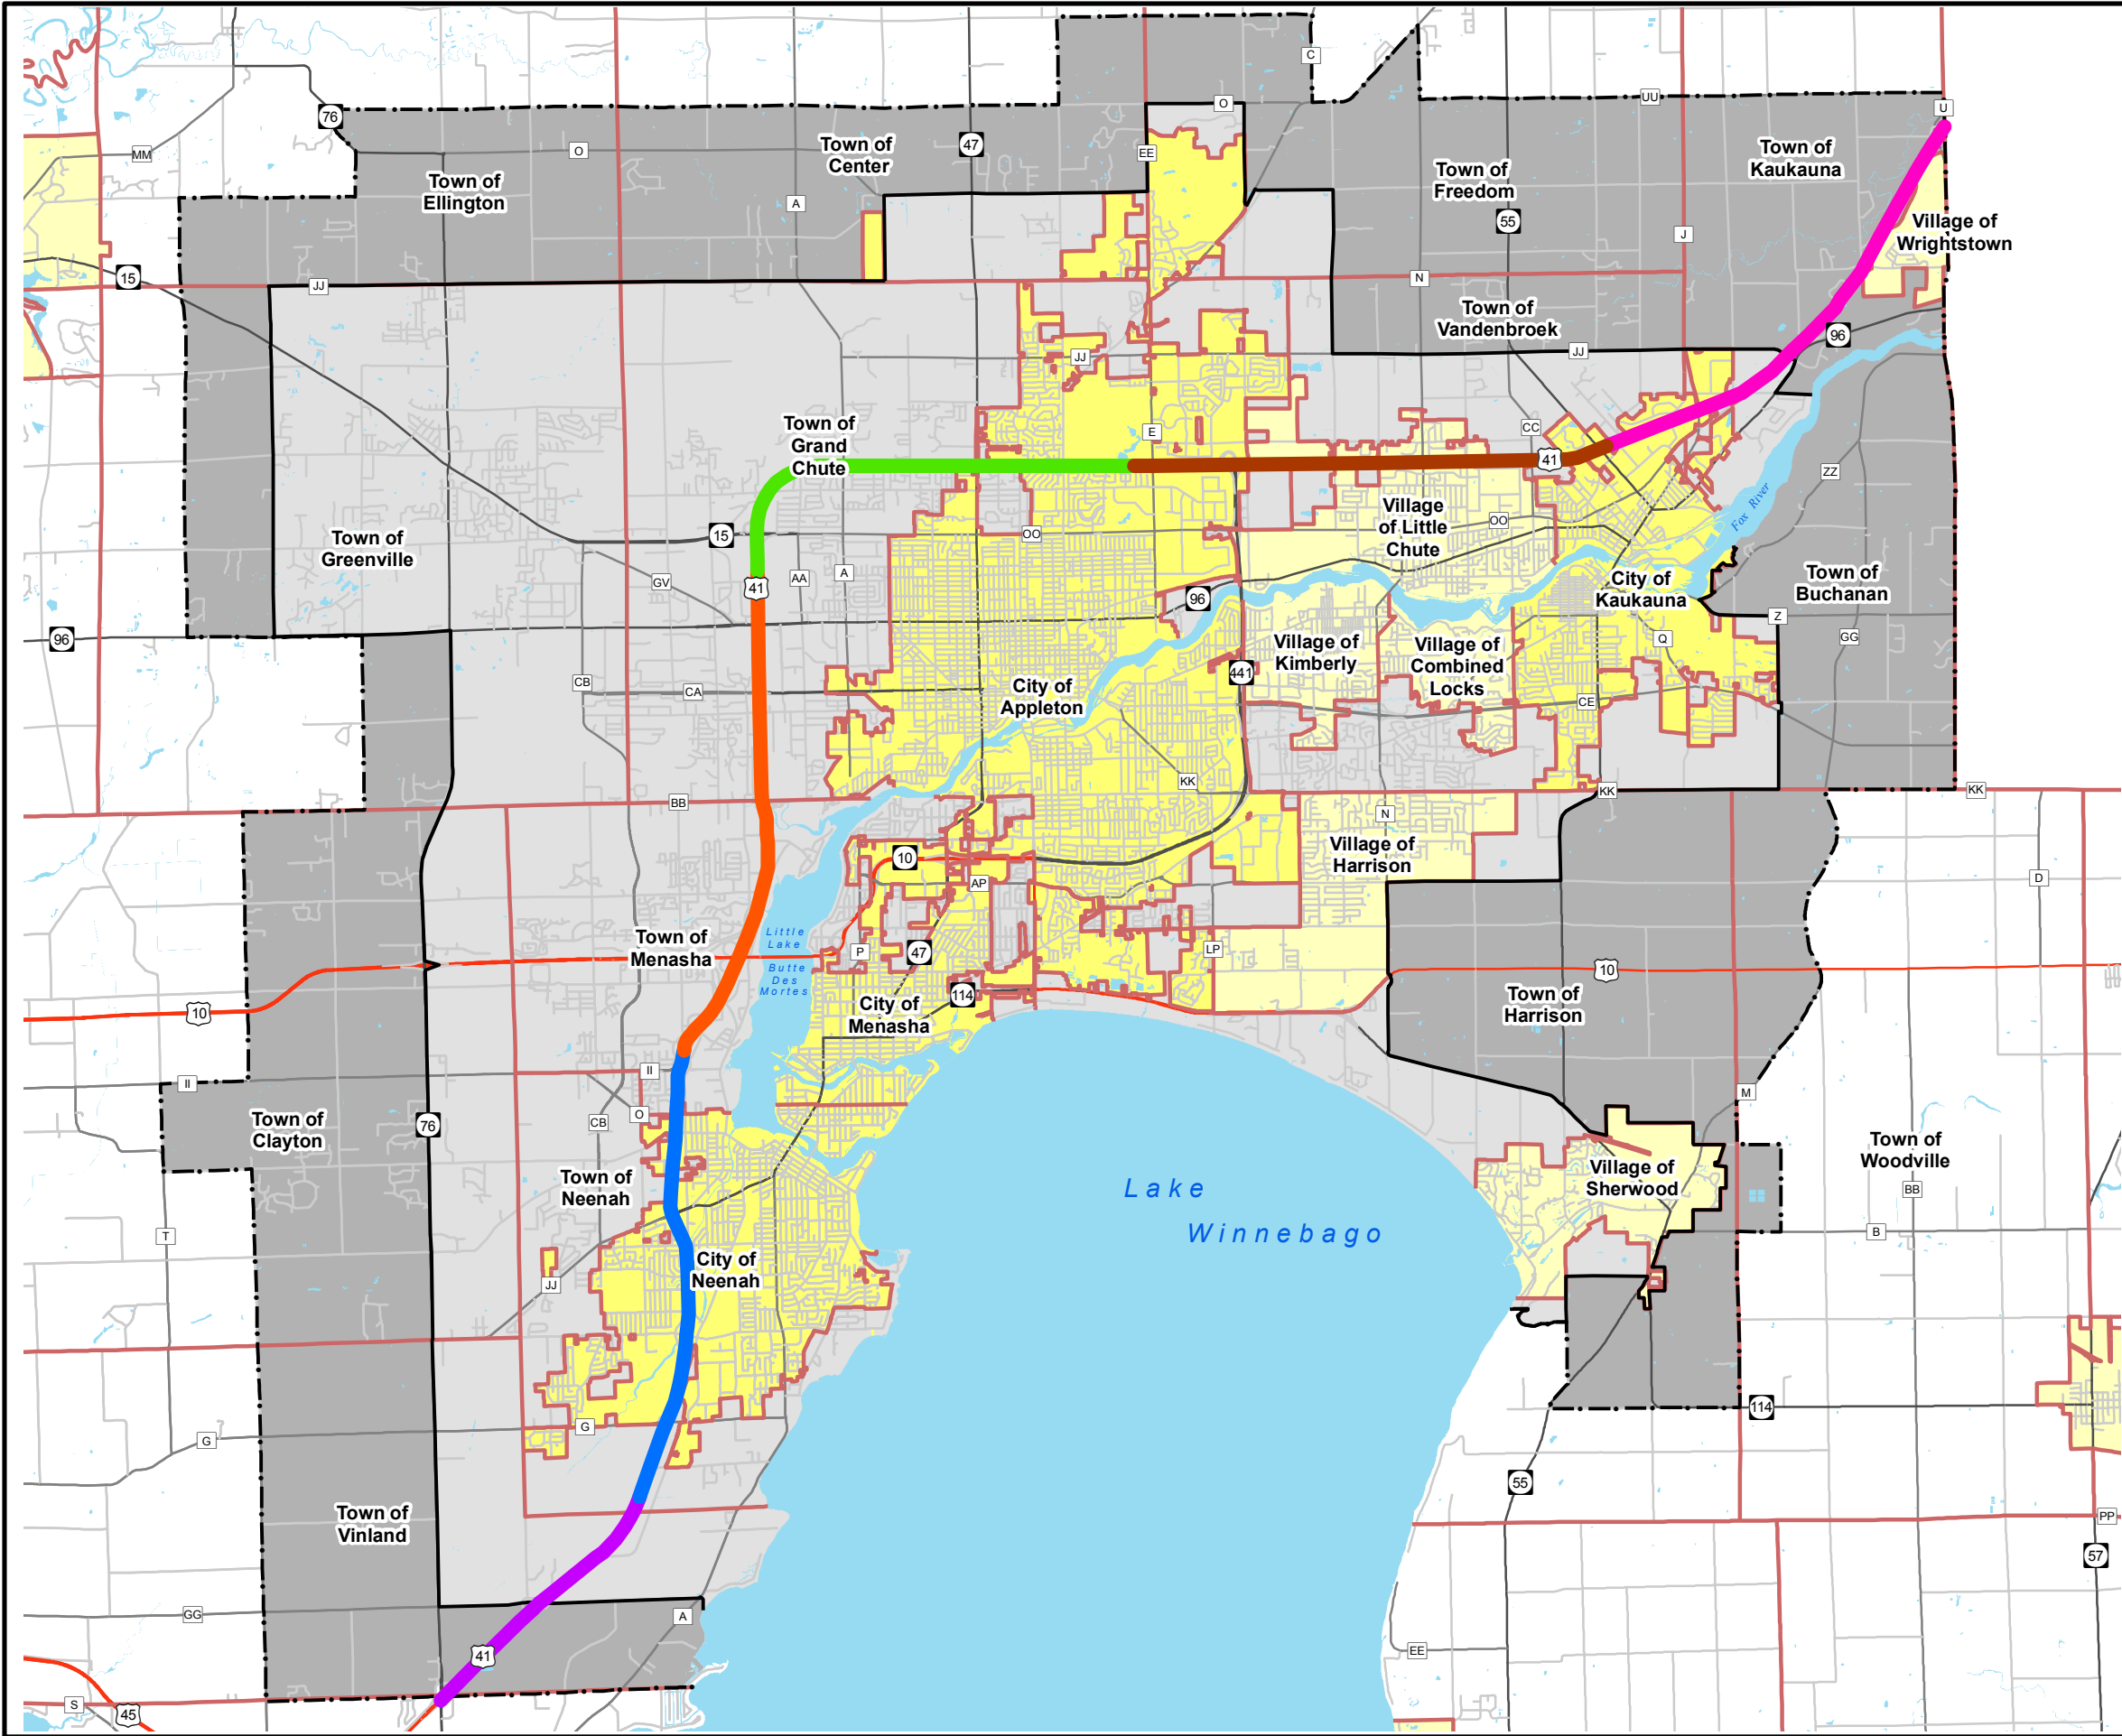 C
U
UU
O
76
EE
47
MM
O
Town of
Center
Town of
Kaukauna
Town of
Freedom
Town of
Ellington
A
55
Village of
Wrightstown
J
15
JJ
N
Town of
Vandenbroek
96
JJ
JJ
Town of
Grand
Chute
E
CC
41
ZZ
Village
of Little
Chute
Fox River
OO
OO
15
Town of
Greenville
GV
41
AA
A
City of
Kaukauna
Town of
Buchanan
96
Z
96
Village of
Kimberly
Village of
Combined
Locks
Q
GG
441
CB
CA
City of
Appleton
CE
KK
KK
KK
BB
N
Village of
Harrison
10
AP
D
Little
Lake
Butte
Des
Mortes
Town of
Menasha
P
47
LP
10
114
City of
Menasha
Town of
Harrison
10
II
II
M
O
CB
Town of
Clayton
76
Town of
Woodville
Town of
Neenah
Village of
Sherwood
Lake
Winnebago
BB
B
T
City of
Neenah
JJ
114
G
G
55
Town of
Vinland
PP
57
GG
A
41
EE
S
45